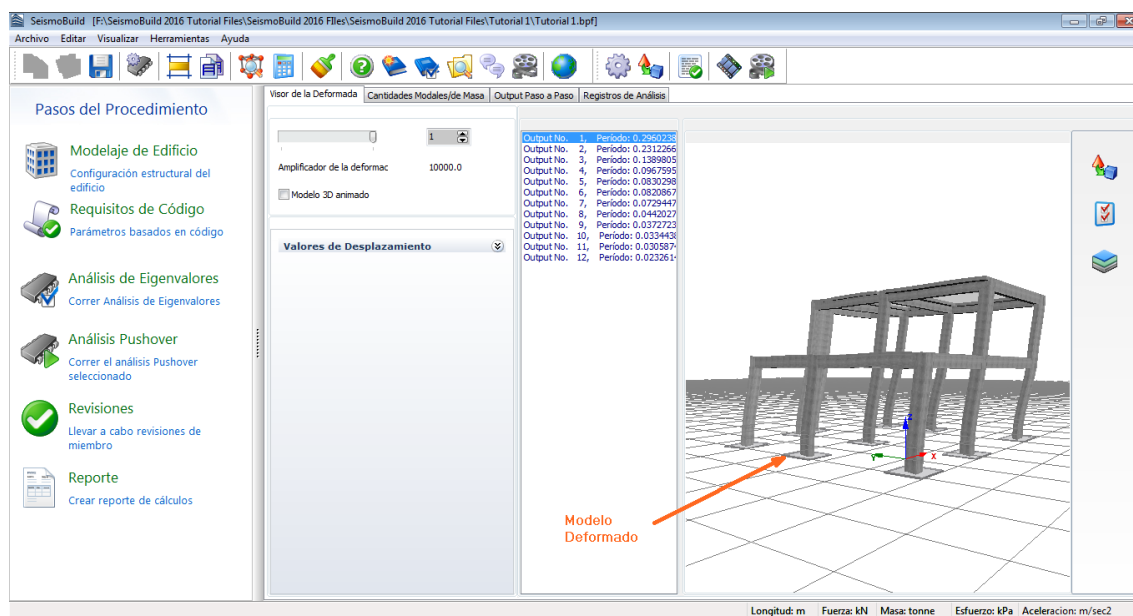 SeismoBuild [F:\SeismoBuild 2016 Tutorial Files\SeismoBuild 2016 FIles\SeismoBuild 2016 Tutorial Files\Tutorial 1\Tutorial 1.bpf]
Archivo Editar Visualizar Herramientas Ayuda
Pasos del Procedimiento
Modelaje de Edificio
Configuración estructural del
edificio
Requisitos de Código
Parámetros basados en código
Análisis de Eigenvalores
Correr Análisis de Eigenvalores
Análisis Pushover
Correr el análisis Pushover
seleccionado
Revisiones
Llevar a cabo revisiones de
miembro
Reporte
Crear reporte de cálculos
Visor de la Deformada Cantidades Modales/de Masa Output Paso a Paso Registros de Análisis
1
Amplificador de la deformac 10000.0
Modelo 3D animado
Valores de Desplazamiento
Output No. 1, Período: 0.2960238
Output No. 2, Período: 0.2312266
Output No. 3, Período: 0.1389805
Output No. 4, Período: 0.0967595
Output No. 5, Período: 0.0830298
Output No. 6, Período: 0.0820867
Output No. 7, Período: 0.0729447
Output No. 8, Período: 0.0442027
Output No. 9, Período: 0.0372723
Output No. 10, Período: 0.033443
Output No. 11, Período: 0.030587
Output No. 12, Período: 0.023261
Z
Y
X
Modelo
Deformado
Longitud: m Fuerza: kN Masa: tonne Esfuerzo: kPa Aceleracion: m/sec2